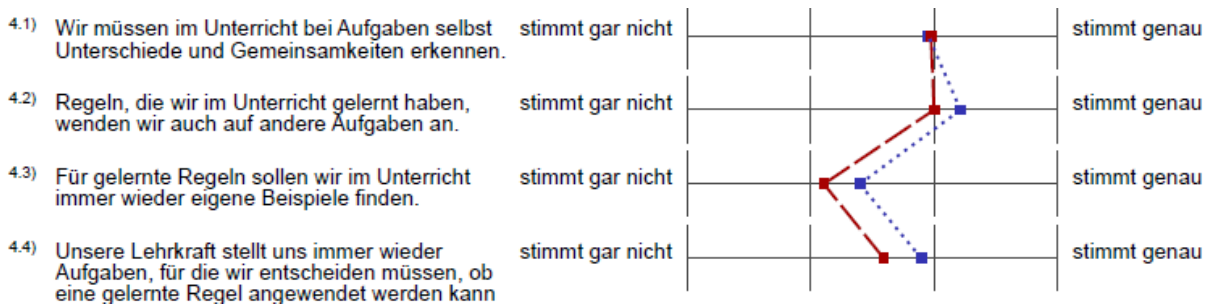 4.1) Wir müssen im Unterricht bei Aufgaben selbst stimmt gar nicht stimmt genau
Unterschiede und Gemeinsamkeiten erkennen.
4.2) Regeln, die wir im Unterricht gelernt haben, stimmt gar nicht stimmt genau
wenden wir auch auf andere Aufgaben an.
4.3) Für gelernte Regeln sollen wir im Unterricht stimmt gar nicht stimmt genau
immer wieder eigene Beispiele finden.
4.4) Unsere Lehrkraft stellt uns immer wieder stimmt gar nicht stimmt genau
Aufgaben, für die wir entscheiden müssen, ob
eine gelernte Regel angewendet werden kann